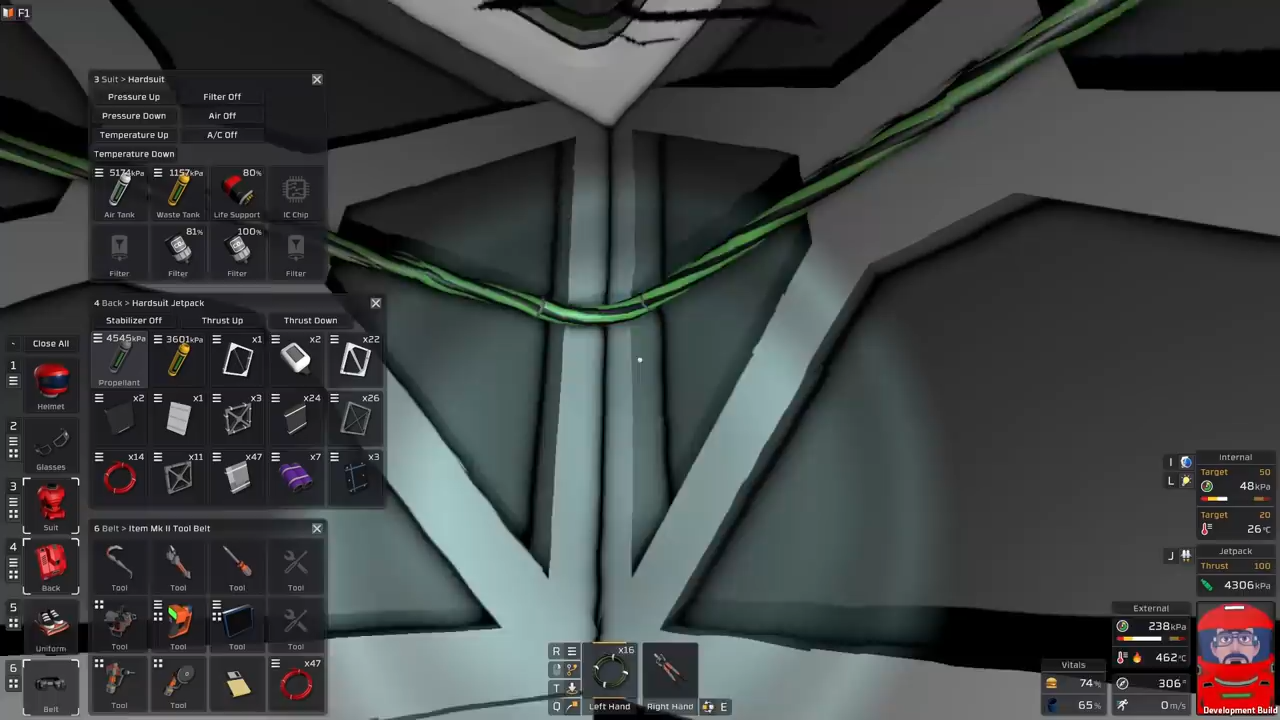 F1
3 Suit > Hardsuit
Pressure Up Filter Off
Pressure Down Air Off
Temperature Up A/C Off
Temperature Down
5174kPa 1157kPa 80%
Air Tank Waste Tank Life Support IC Chip
81% 100%
Filter Filter Filter Filter
4 Back > Hardsuit Jetpack
Stabilizer Off Thrust Up Thrust Down
4545kPa 3601kPa x1 x2 x22
Propellant
x2 x1 x3 x24 x26
x14 x11 x47 x7 x3
6 Belt > Item Mk II Tool Belt
Tool Tool Tool Tool
Tool Tool Tool Tool
x47
Tool Tool
Close All
1
Helmet
2
Glasses
3
Suit
4
Back
5
Uniform
6
Belt
R x16
T
Q Left Hand Right Hand E
Internal
I Target 50
L 48kPa
Target 20
26°C
Jetpack
J Thrust 100
4306kPa
External
238kPa
462°C
306°
0m/s
Vitals
74%
65%
Development Build